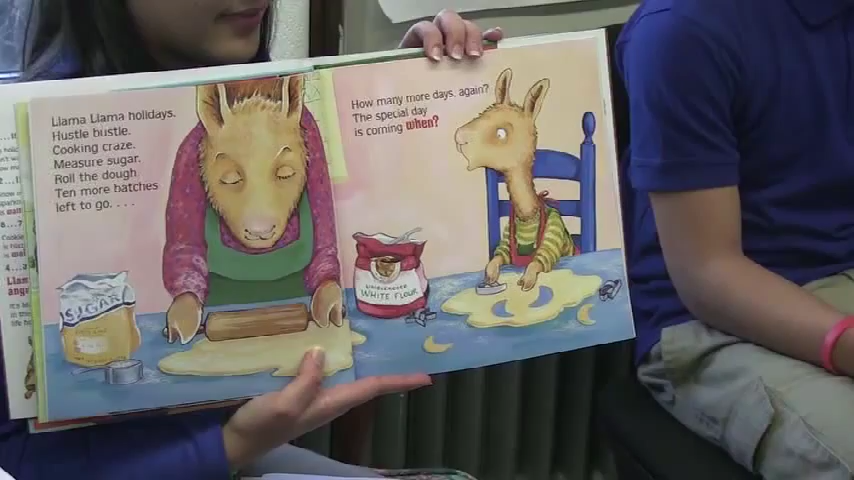 Llama Llama holidays.
Hustle bustle.
Cooking craze.
Measure sugar.
Roll the dough
Ten more batches
left to go. . . .
How many more days, again?
The special day
is coming when?
SUGAR
WHITE FLOUR